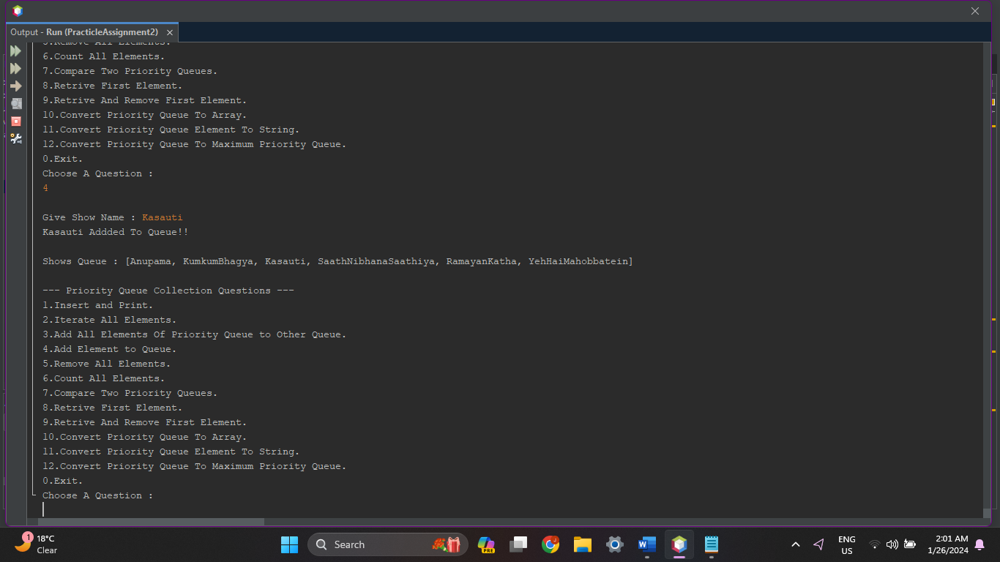 Output - Run (PracticleAssignment2)
5.Remove All Elements.
6.Count All Elements.
7.Compare Two Priority Queues.
8.Retrive First Element.
9.Retrive And Remove First Element.
10.Convert Priority Queue To Array.
11.Convert Priority Queue Element To String.
12.Convert Priority Queue To Maximum Priority Queue.
0.Exit.
Choose A Question :
4
Give Show Name : Kasauti
Kasauti Addded To Queue!!
Shows Queue : [Anupama, KumkumBhagya, Kasauti, SaathNibhanaSaathiya, RamayanKatha, YehHaiMahobbatein]
--- Priority Queue Collection Questions ---
1.Insert and Print.
2.Iterate All Elements.
3.Add All Elements Of Priority Queue to Other Queue.
4.Add Element to Queue.
5.Remove All Elements.
6.Count All Elements.
7.Compare Two Priority Queues.
8.Retrive First Element.
9.Retrive And Remove First Element.
10.Convert Priority Queue To Array.
11.Convert Priority Queue Element To String.
12.Convert Priority Queue To Maximum Priority Queue.
0.Exit.
Choose A Question :
1
18°C
Clear
Search
PRE
ENG
US
2:01 AM
1/26/2024